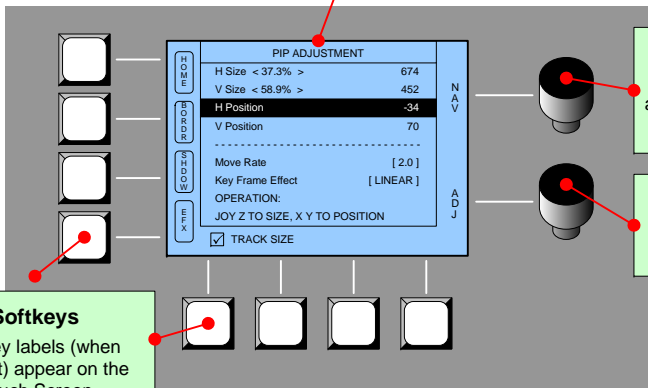 PIP ADJUSTMENT
HOME
H Size < 37.3% > 674
V Size < 58.9% > 452
NAV
BORDR
H Position -34
V Position 70
- - - - - - - - - - - - - - - - - - - - - - - - - - - -
SHDOW
Move Rate [ 2.0 ]
Key Frame Effect [ LINEAR ]
ADJ
EFX
OPERATION:
JOY Z TO SIZE, X Y TO POSITION
TRACK SIZE
a
Softkeys
labels (when
appear on the
Screen